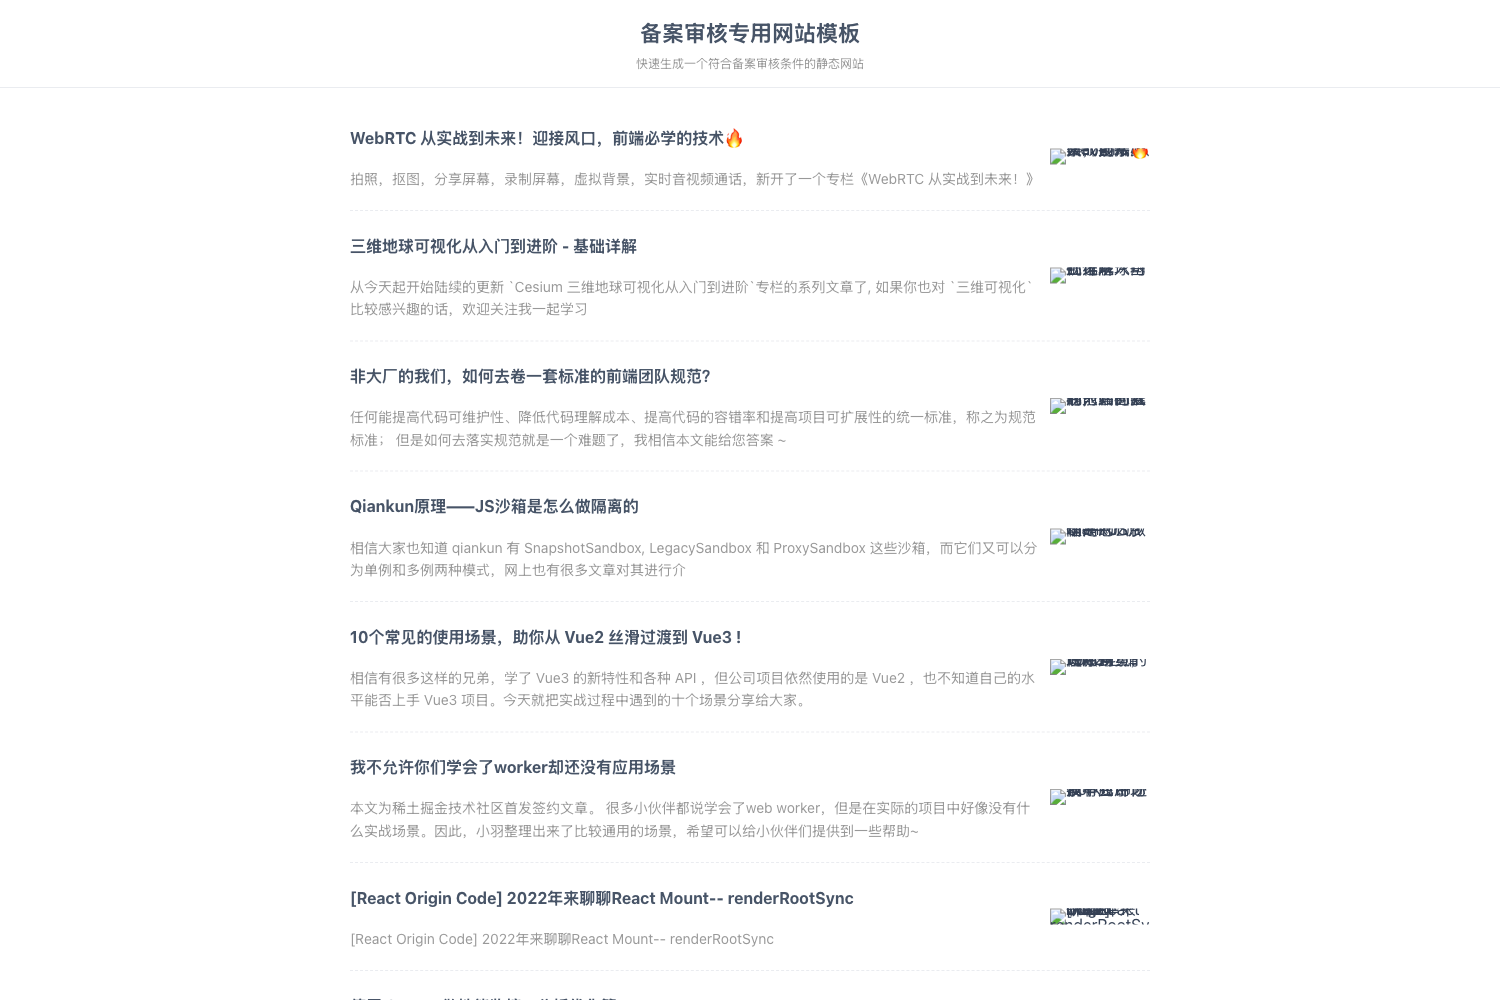 备案审核专用网站模板
快速生成一个符合备案审核条件的静态网站
WebRTC 从实战到未来！迎接风口，前端必学的技术🔥
拍照，抠图，分享屏幕，录制屏幕，虚拟背景，实时音视频通话，新开了一个专栏《WebRTC 从实战到未来！》
三维地球可视化从入门到进阶 - 基础详解
从今天起开始陆续的更新 `Cesium 三维地球可视化从入门到进阶`专栏的系列文章了, 如果你也对 `三维可视化`
比较感兴趣的话，欢迎关注我一起学习
非大厂的我们，如何去卷一套标准的前端团队规范？
任何能提高代码可维护性、降低代码理解成本、提高代码的容错率和提高项目可扩展性的统一标准，称之为规范
标准； 但是如何去落实规范就是一个难题了，我相信本文能给您答案 ~
Qiankun原理——JS沙箱是怎么做隔离的
相信大家也知道 qiankun 有 SnapshotSandbox, LegacySandbox 和 ProxySandbox 这些沙箱，而它们又可以分
为单例和多例两种模式，网上也有很多文章对其进行介
10个常见的使用场景，助你从 Vue2 丝滑过渡到 Vue3 !
相信有很多这样的兄弟，学了 Vue3 的新特性和各种 API ，但公司项目依然使用的是 Vue2 ，也不知道自己的水
平能否上手 Vue3 项目。今天就把实战过程中遇到的十个场景分享给大家。
我不允许你们学会了worker却还没有应用场景
本文为稀土掘金技术社区首发签约文章。 很多小伙伴都说学会了web worker，但是在实际的项目中好像没有什
么实战场景。因此，小羽整理出来了比较通用的场景，希望可以给小伙伴们提供到一些帮助~
[React Origin Code] 2022年来聊聊React Mount-- renderRootSync
[React Origin Code] 2022年来聊聊React Mount-- renderRootSync